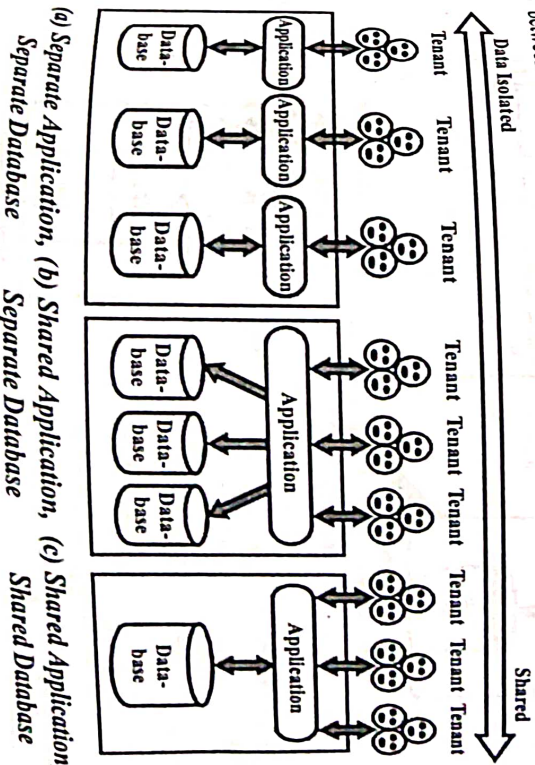 Data Isolated
Shared
Tenant Tenant Tenant Tenant Tenant Tenant Tenant Tenant Tenant
Application Application Application Application Application
Data-
base
Data-
base
Data-
base
Data-
base
Data-
base
Data-
base
Data-
base
(a) Separate Application,
Separate Database
(b) Shared Application,
Separate Database
(c) Shared Application
Shared Database